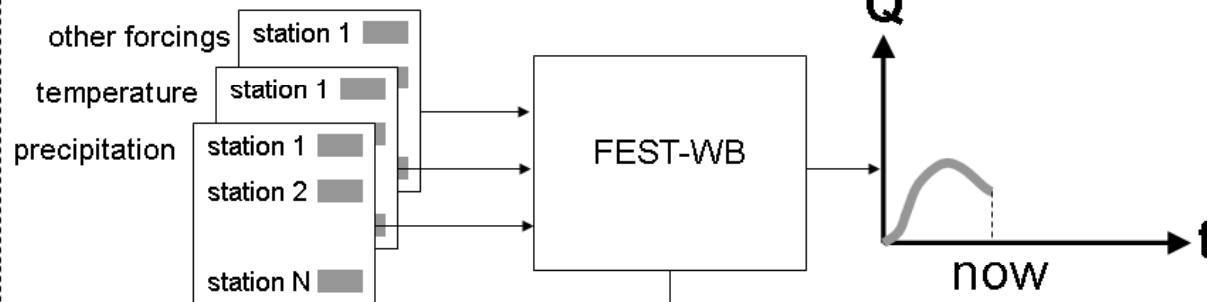 other forcings
station 1
temperature
station 1
precipitation
station 1
station 2
station N
FEST-WB
Q
t
now